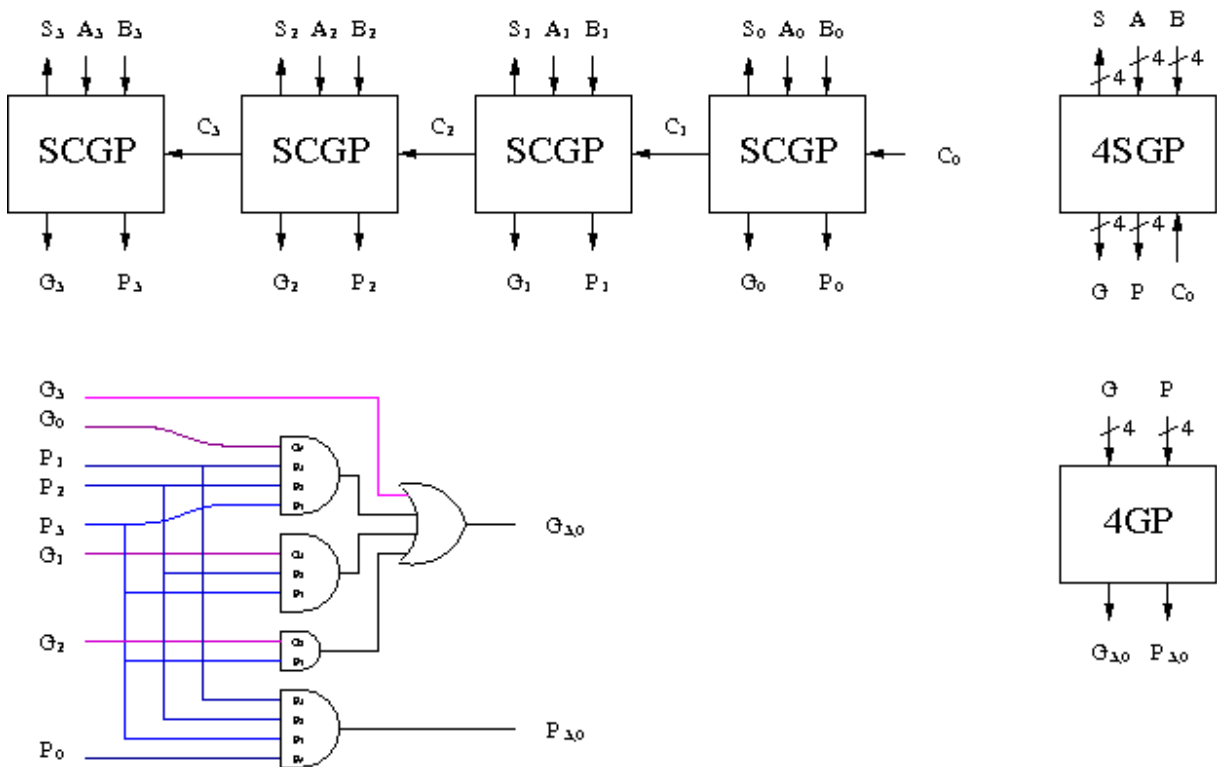 S₃ A₃ B₃ S₂ A₂ B₂ S₁ A₁ B₁ S₀ A₀ B₀ S A B
4 4 4
SCGP C₃ SCGP C₂ SCGP C₁ SCGP C₀ 4SGP
4 4
G₃ P₃ G₂ P₂ G₁ P₁ G₀ P₀ G P C₀
G₃
G₀
P₁
P₂
P₃
G₁
G₂
P₀
G₃,₀
P₃,₀
G P
4 4
4GP
G₃,₀ P₃,₀